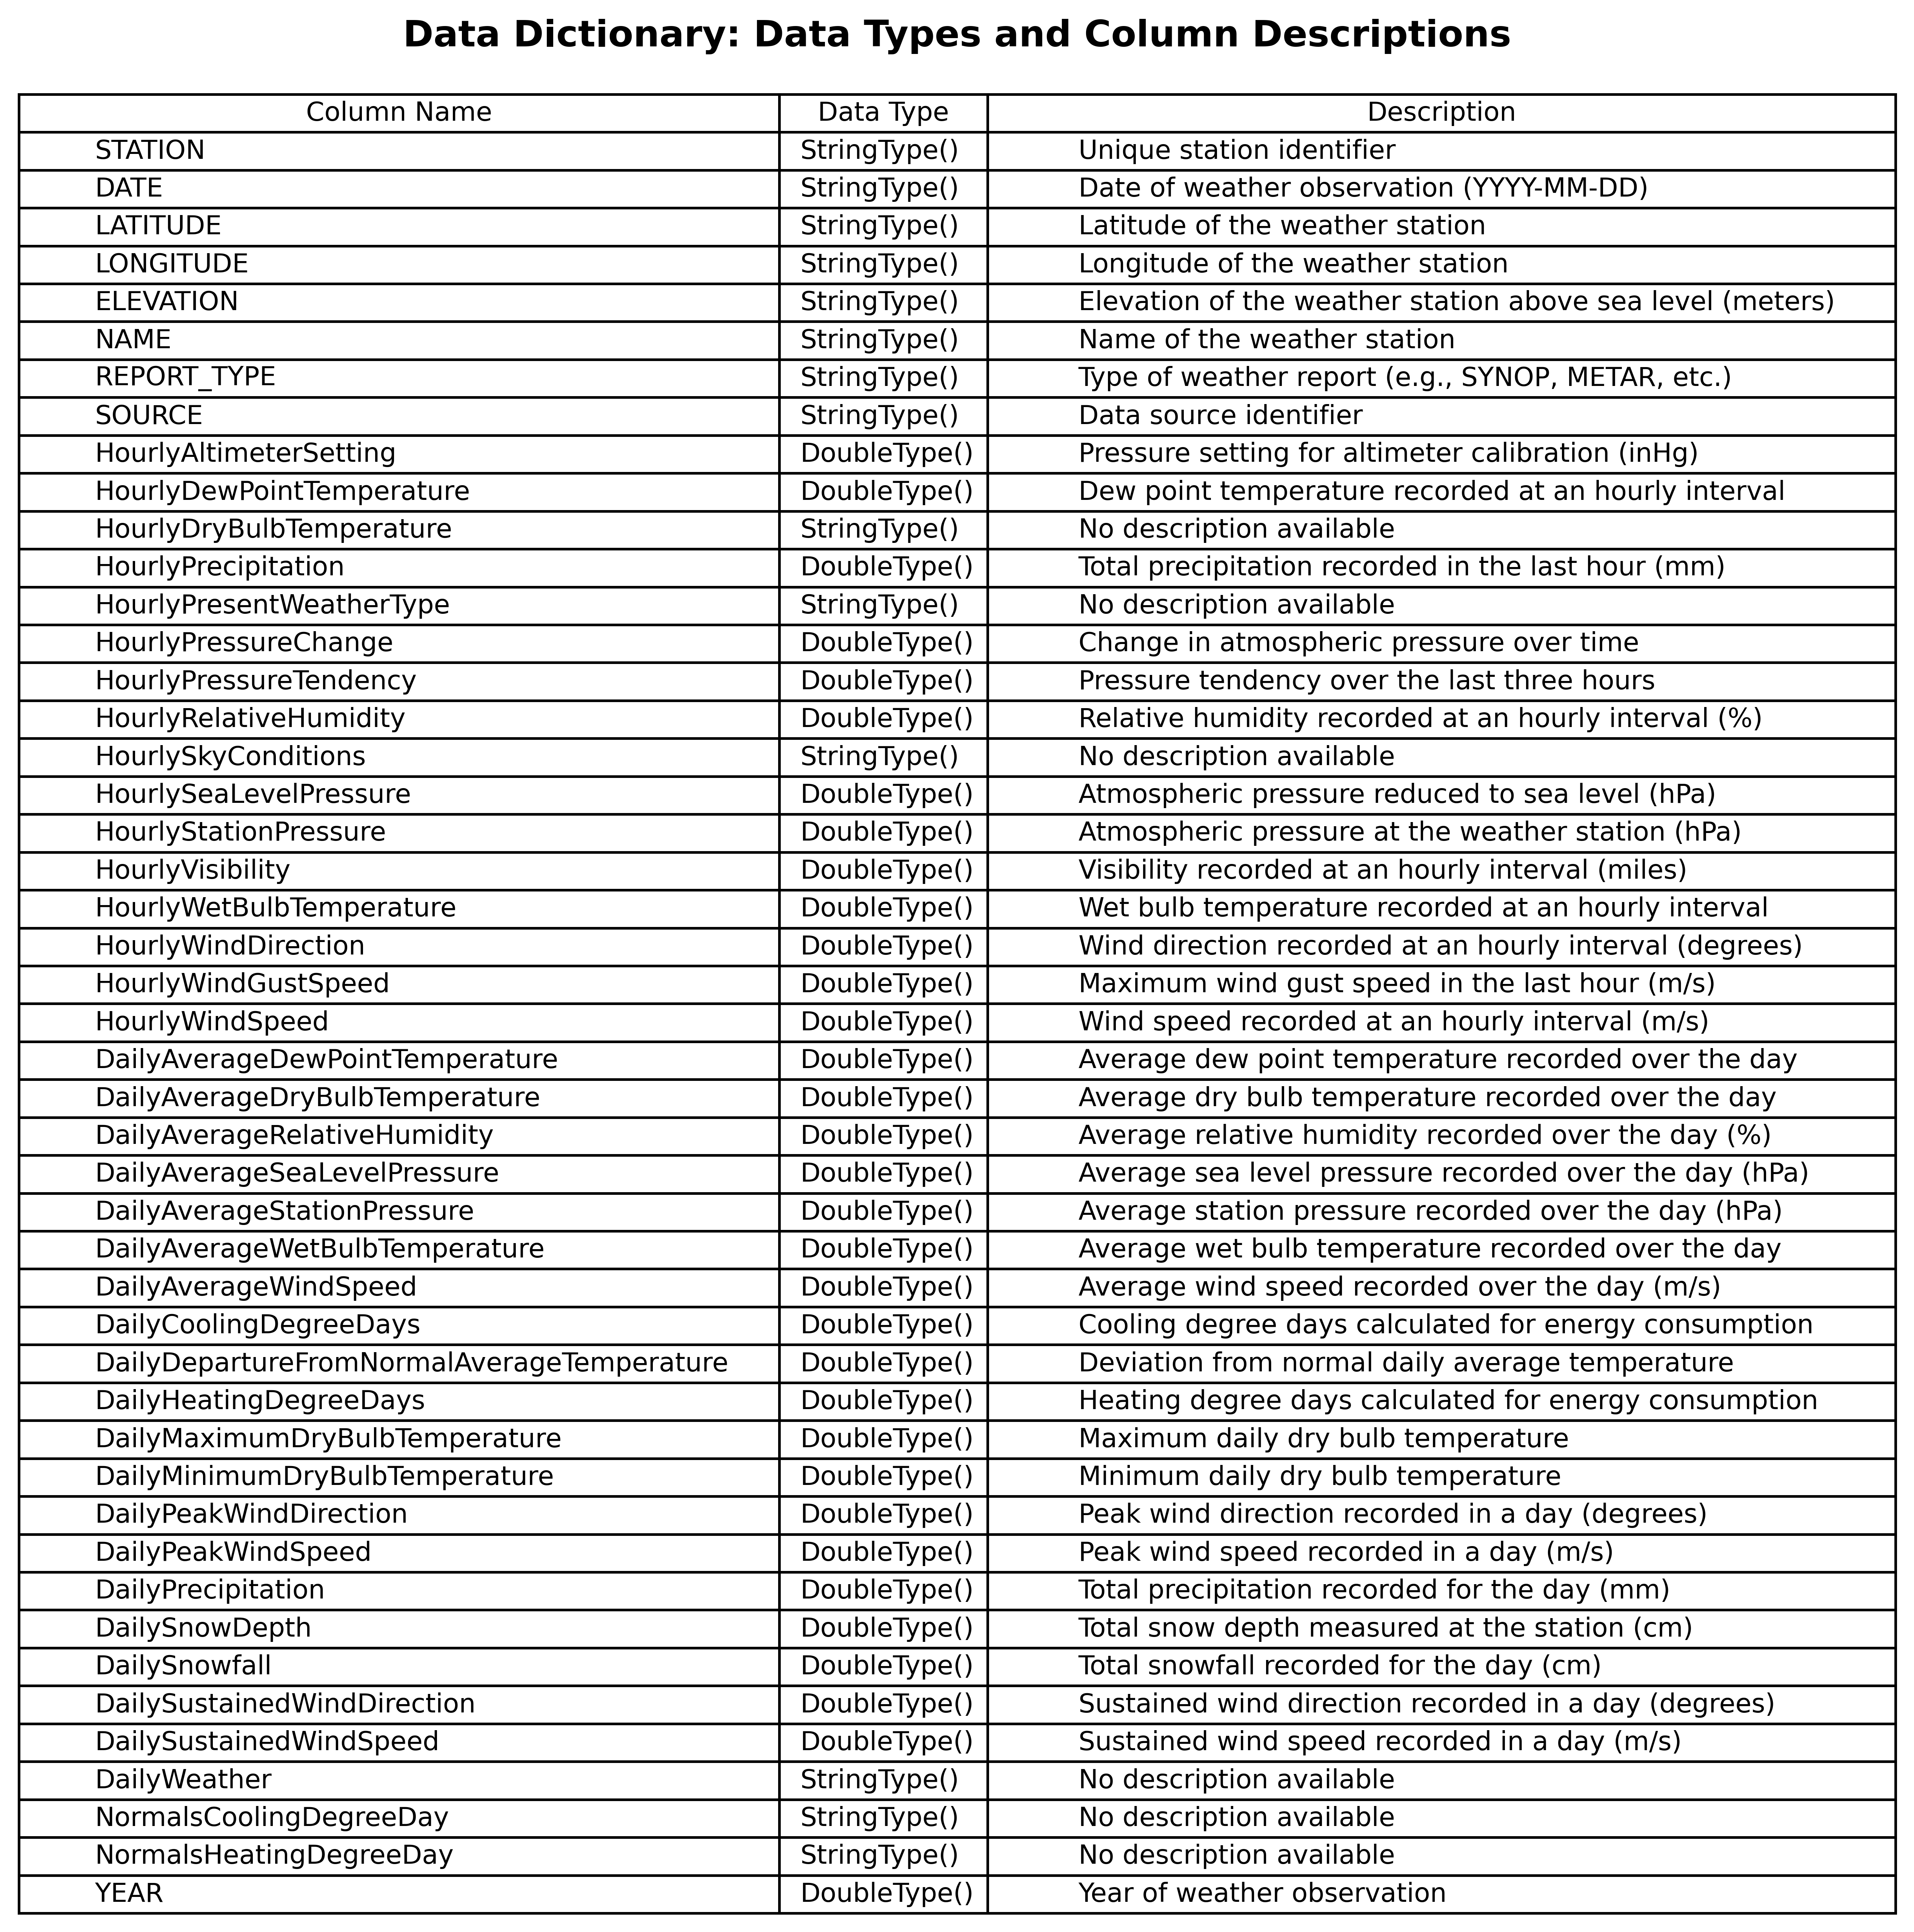 Data Dictionary: Data Types and Column Descriptions
Column Name Data Type Description
STATION StringType() Unique station identifier
DATE StringType() Date of weather observation (YYYY-MM-DD)
LATITUDE StringType() Latitude of the weather station
LONGITUDE StringType() Longitude of the weather station
ELEVATION StringType() Elevation of the weather station above sea level (meters)
NAME StringType() Name of the weather station
REPORT_TYPE StringType() Type of weather report (e.g., SYNOP, METAR, etc.)
SOURCE StringType() Data source identifier
HourlyAltimeterSetting DoubleType() Pressure setting for altimeter calibration (inHg)
HourlyDewPointTemperature DoubleType() Dew point temperature recorded at an hourly interval
HourlyDryBulbTemperature StringType() No description available
HourlyPrecipitation DoubleType() Total precipitation recorded in the last hour (mm)
HourlyPresentWeatherType StringType() No description available
HourlyPressureChange DoubleType() Change in atmospheric pressure over time
HourlyPressureTendency DoubleType() Pressure tendency over the last three hours
HourlyRelativeHumidity DoubleType() Relative humidity recorded at an hourly interval (%)
HourlySkyConditions StringType() No description available
HourlySeaLevelPressure DoubleType() Atmospheric pressure reduced to sea level (hPa)
HourlyStationPressure DoubleType() Atmospheric pressure at the weather station (hPa)
HourlyVisibility DoubleType() Visibility recorded at an hourly interval (miles)
HourlyWetBulbTemperature DoubleType() Wet bulb temperature recorded at an hourly interval
HourlyWindDirection DoubleType() Wind direction recorded at an hourly interval (degrees)
HourlyWindGustSpeed DoubleType() Maximum wind gust speed in the last hour (m/s)
HourlyWindSpeed DoubleType() Wind speed recorded at an hourly interval (m/s)
DailyAverageDewPointTemperature DoubleType() Average dew point temperature recorded over the day
DailyAverageDryBulbTemperature DoubleType() Average dry bulb temperature recorded over the day
DailyAverageRelativeHumidity DoubleType() Average relative humidity recorded over the day (%)
DailyAverageSeaLevelPressure DoubleType() Average sea level pressure recorded over the day (hPa)
DailyAverageStationPressure DoubleType() Average station pressure recorded over the day (hPa)
DailyAverageWetBulbTemperature DoubleType() Average wet bulb temperature recorded over the day
DailyAverageWindSpeed DoubleType() Average wind speed recorded over the day (m/s)
DailyCoolingDegreeDays DoubleType() Cooling degree days calculated for energy consumption
DailyDepartureFromNormalAverageTemperature DoubleType() Deviation from normal daily average temperature
DailyHeatingDegreeDays DoubleType() Heating degree days calculated for energy consumption
DailyMaximumDryBulbTemperature DoubleType() Maximum daily dry bulb temperature
DailyMinimumDryBulbTemperature DoubleType() Minimum daily dry bulb temperature
DailyPeakWindDirection DoubleType() Peak wind direction recorded in a day (degrees)
DailyPeakWindSpeed DoubleType() Peak wind speed recorded in a day (m/s)
DailyPrecipitation DoubleType() Total precipitation recorded for the day (mm)
DailySnowDepth DoubleType() Total snow depth measured at the station (cm)
DailySnowfall DoubleType() Total snowfall recorded for the day (cm)
DailySustainedWindDirection DoubleType() Sustained wind direction recorded in a day (degrees)
DailySustainedWindSpeed DoubleType() Sustained wind speed recorded in a day (m/s)
DailyWeather StringType() No description available
NormalsCoolingDegreeDay StringType() No description available
NormalsHeatingDegreeDay StringType() No description available
YEAR DoubleType() Year of weather observation